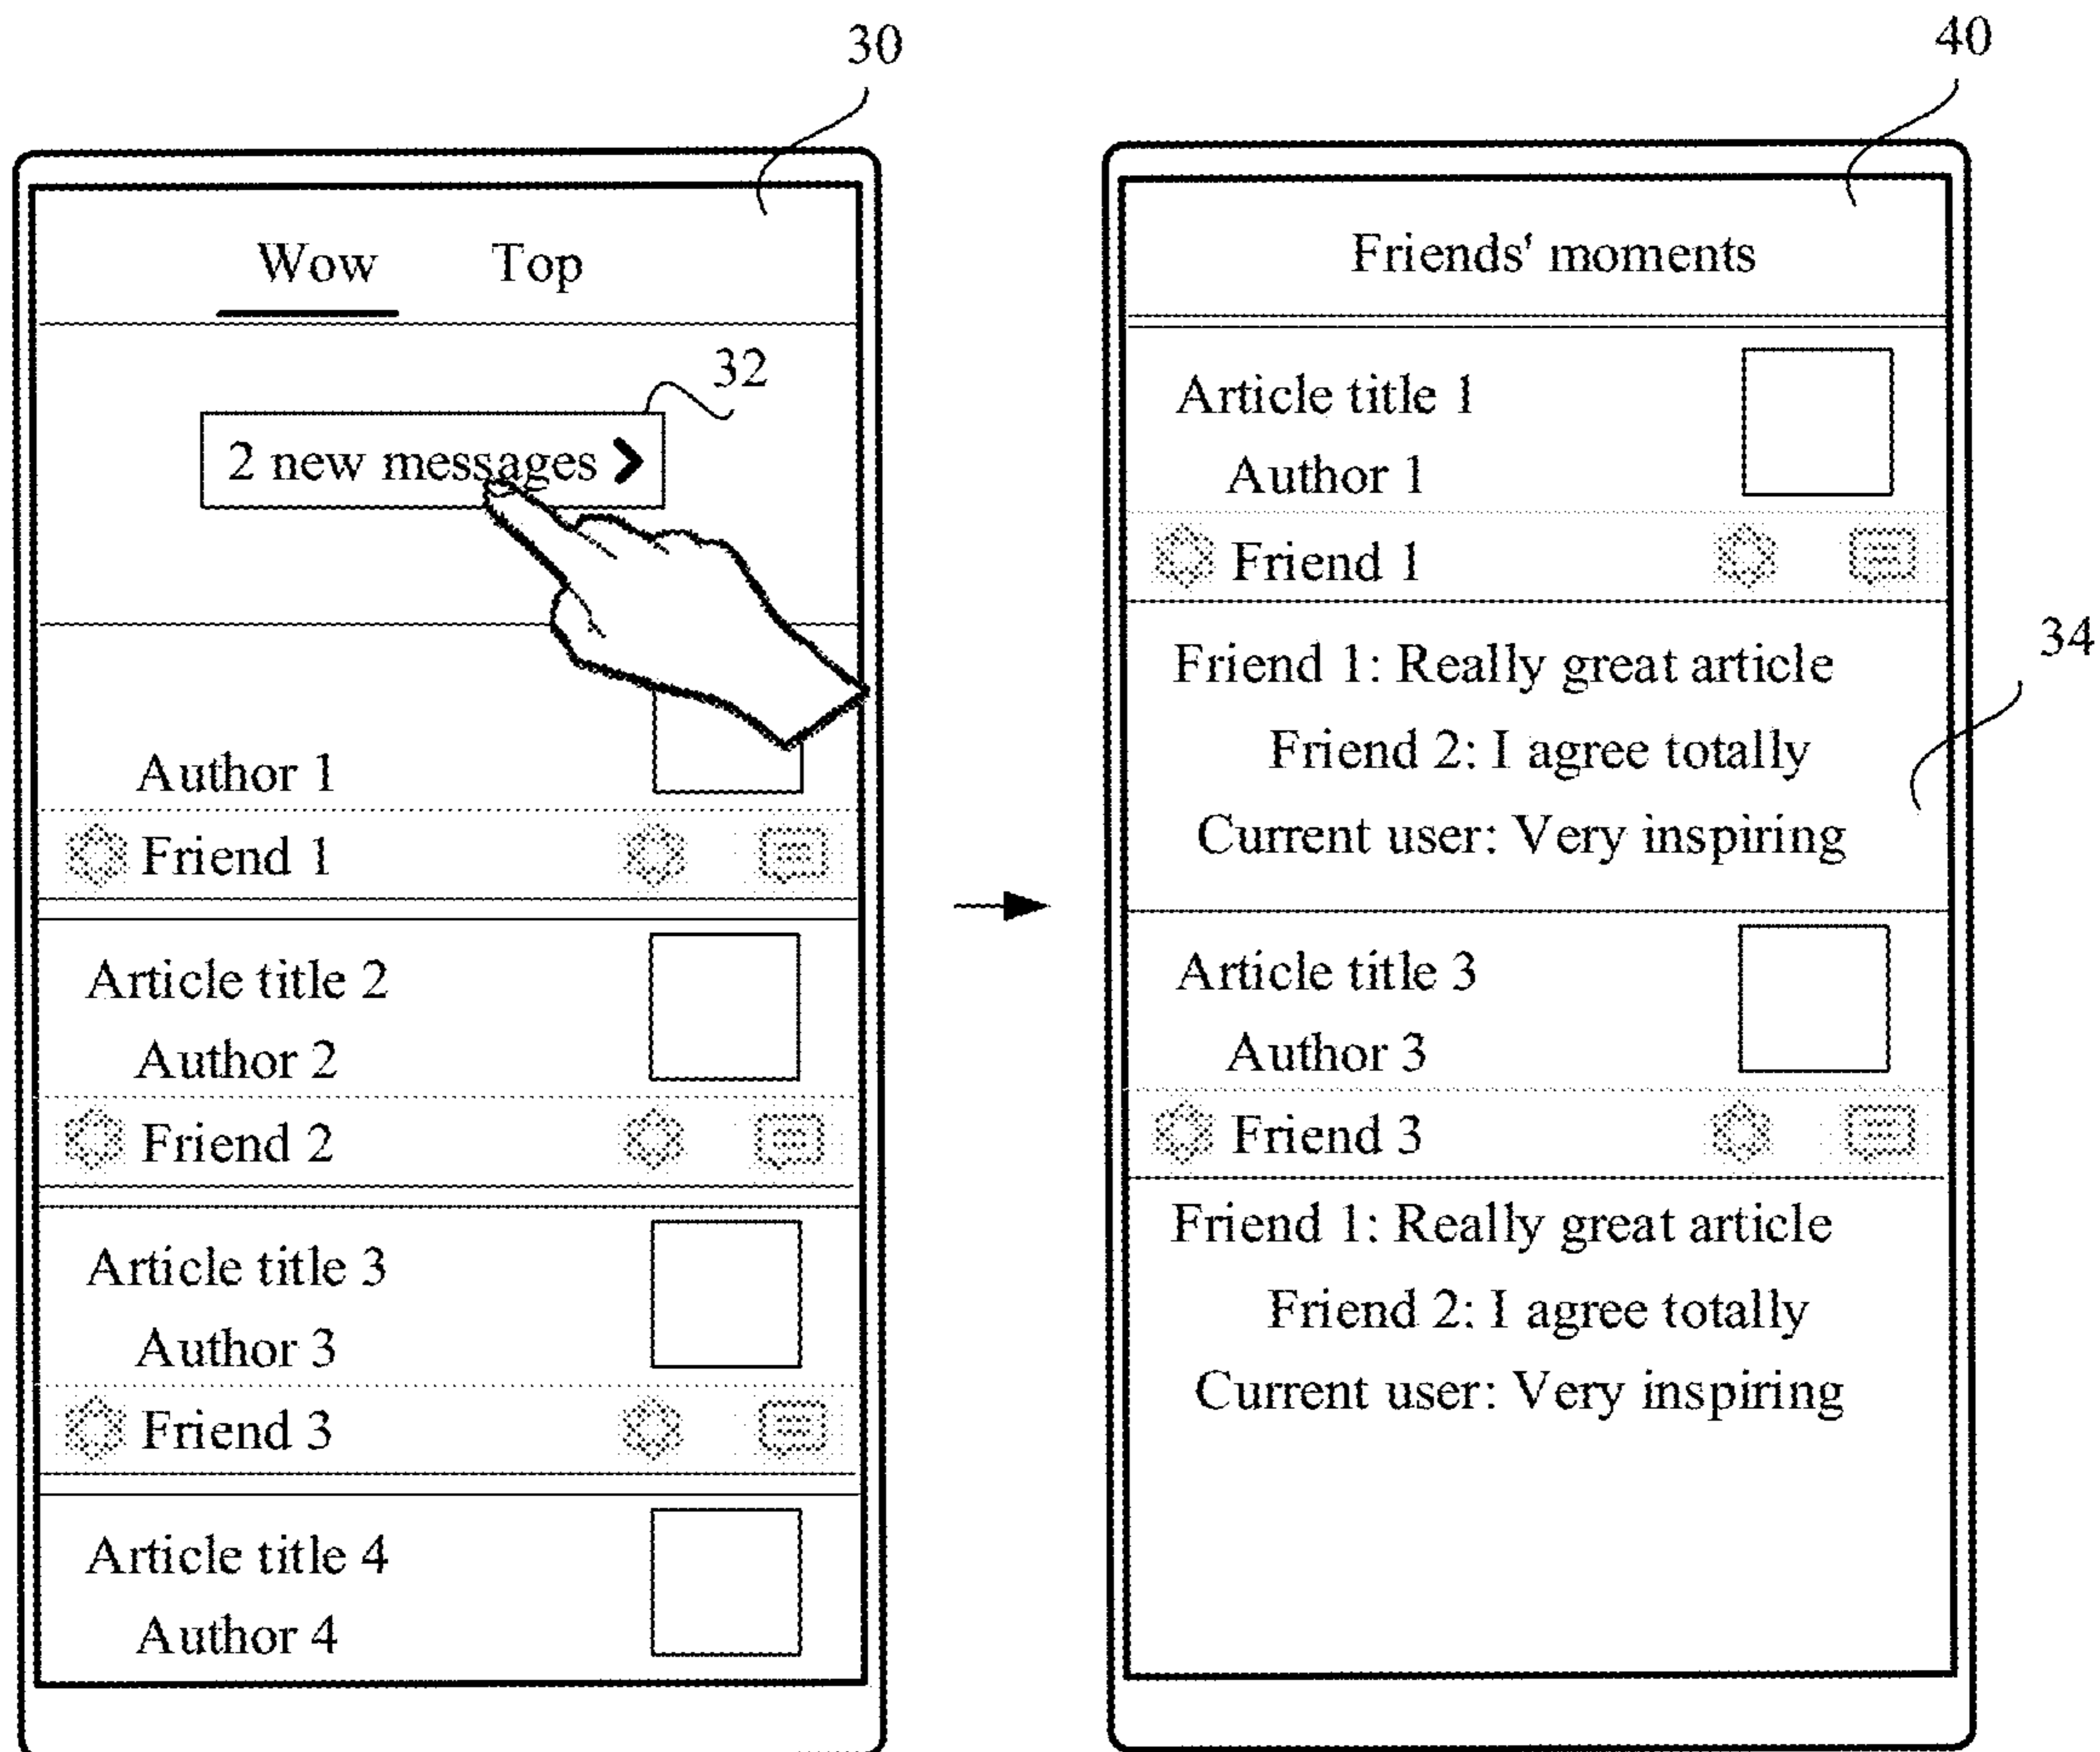 30
Wow Top
32
2 new messages
Author 1
Friend 1
Article title 2
Author 2
Friend 2
Article title 3
Author 3
Friend 3
Article title 4
Author 4
40
Friends' moments
Article title 1
Author 1
Friend 1
34
Friend 1: Really great article
Friend 2: I agree totally
Current user: Very inspiring
Article title 3
Author 3
Friend 3
Friend 1: Really great article
Friend 2: I agree totally
Current user: Very inspiring